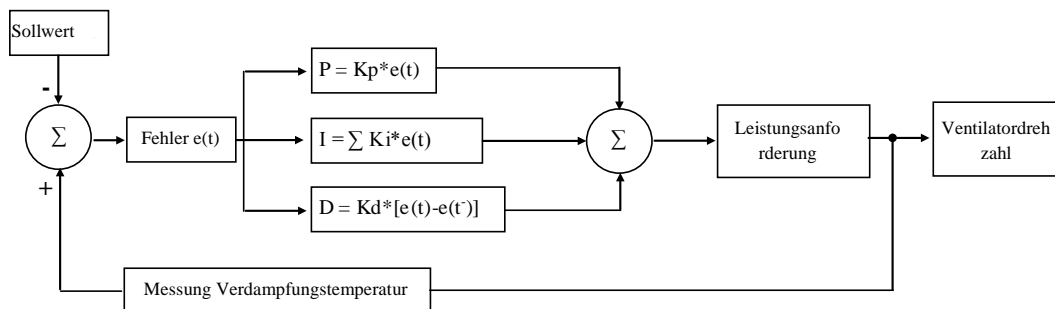 Sollwert
-
Σ
+
Fehler e(t)
P = Kp*e(t)
I = ∑ Ki*e(t)
D = Kd*[e(t)-e(t⁻)]
Σ
Leistungsanfo
rderung
Ventilatordreh
zahl
Messung Verdampfungstemperatur